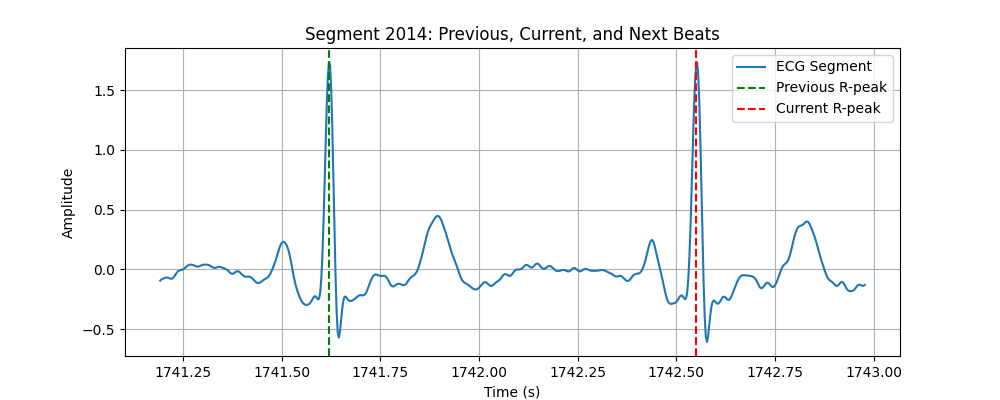 Segment 2014: Previous, Current, and Next Beats
ECG Segment
Previous R-peak
Current R-peak
Amplitude
1.5
1.0
0.5
0.0
−0.5
1741.25 1741.50 1741.75 1742.00 1742.25 1742.50 1742.75 1743.00
Time (s)